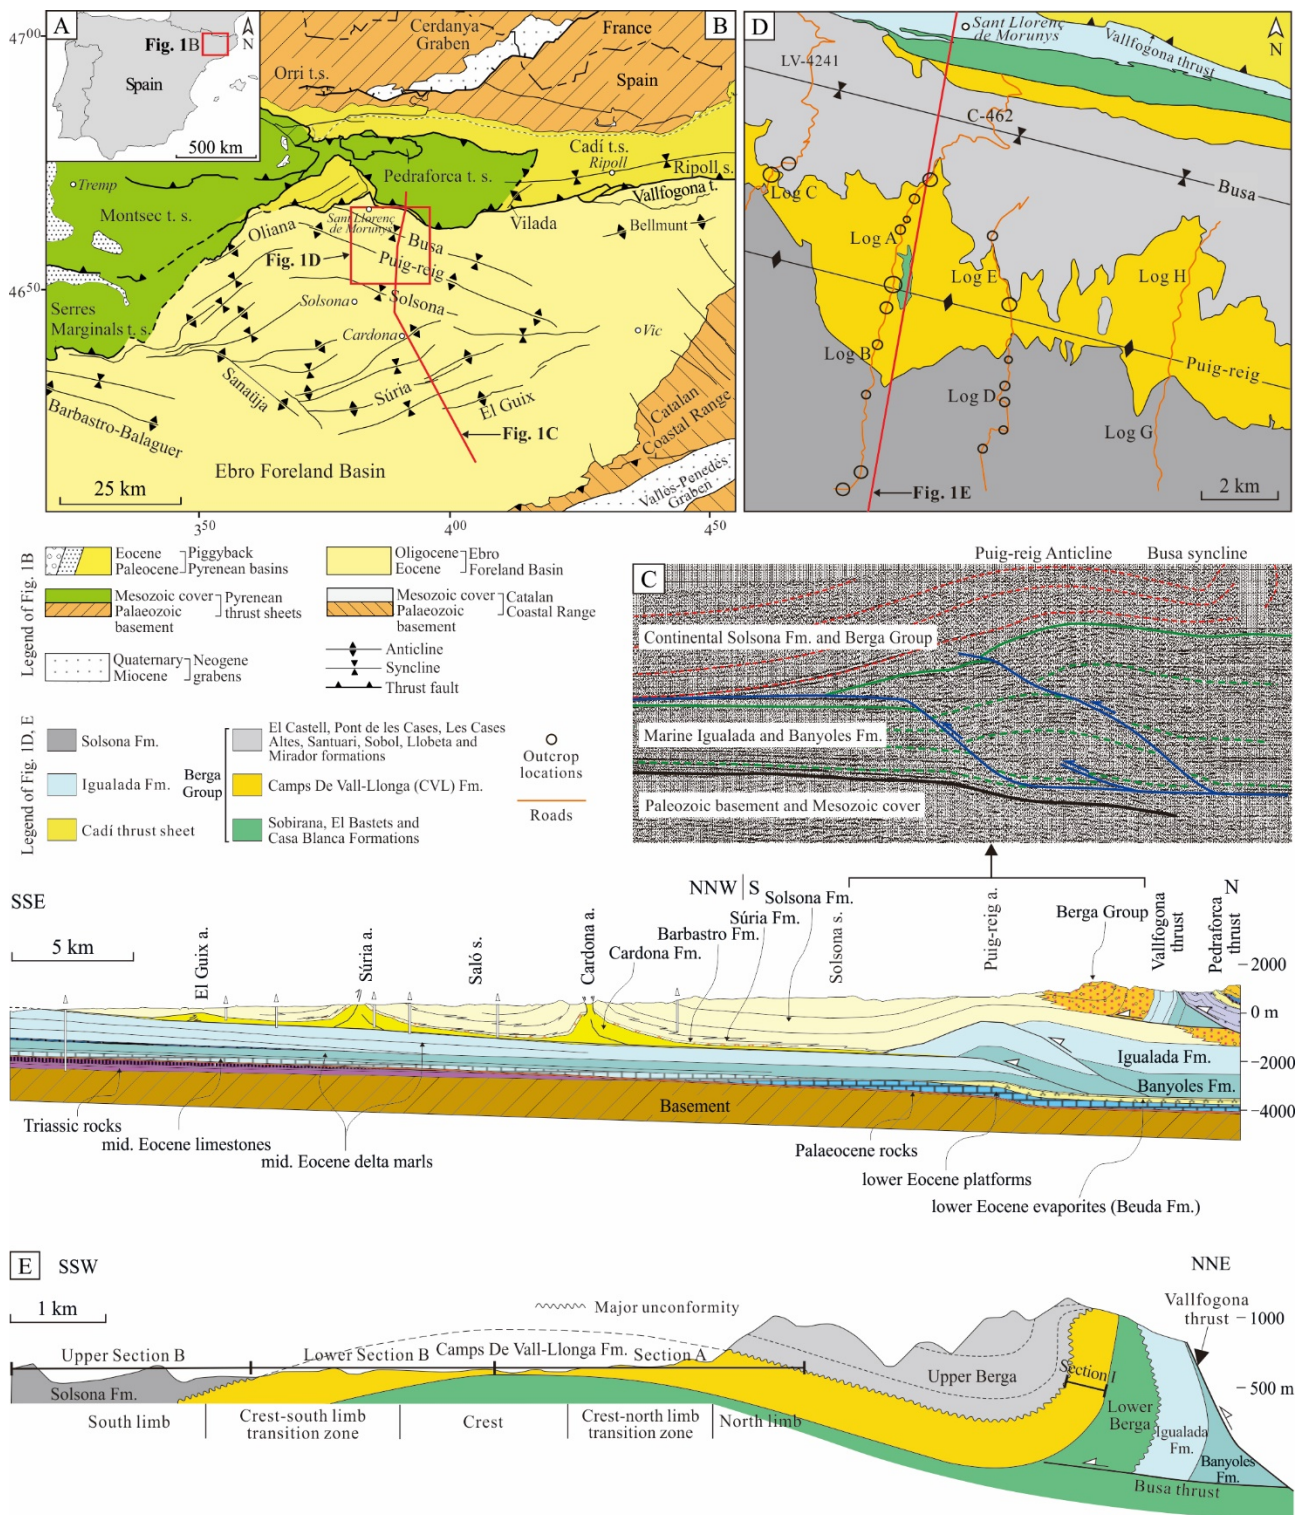 A
Fig. 1B
N
Spain
500 km
B
4700
4650
350
400
450
Cerdanya
Graben
France
Spain
Orri t.s.
Cadí t.s.
Ripoll
Ripoll s.
Vallfogona t.
Pedraforca t. s.
Tremp
Montsec t. s.
Oliana
Sant Llorenç
de Morunys
Vilada
Bellmunt
Busa
Fig. 1D
Puig-reig
Solsona
Solsona
Serres
Marginals t. s.
Cardona
Vic
Sanaüja
Súria
El Guix
Barbastro-Balaguer
Fig. 1C
Catalan
Coastal Range
Ebro Foreland Basin
Vallès-Penedès
Graben
25 km
D
Sant Llorenç
de Morunys
N
LV-4241
Vallfogona thrust
C-462
Busa
Log C
Log A
Log E
Log H
Log B
Puig-reig
Log D
Log G
Fig. 1E
2 km
Legend of Fig. 1B
Eocene
Paleocene
Piggyback
Pyrenean basins
Oligocene
Eocene
Ebro
Foreland Basin
Mesozoic cover
Palaeozoic
basement
Pyrenean
thrust sheets
Mesozoic cover
Palaeozoic
basement
Catalan
Coastal Range
Quaternary
Miocene
Neogene
grabens
Anticline
Syncline
Thrust fault
Legend of Fig. 1D, E
Solsona Fm.
Igualada Fm.
Cadí thrust sheet
Berga
Group
El Castell, Pont de les Cases, Les Cases
Altes, Santuari, Sobol, Llobeta and
Mirador formations
Camps De Vall-Llonga (CVL) Fm.
Sobirana, El Bastets and
Casa Blanca Formations
Outcrop
locations
Roads
Puig-reig Anticline
Busa syncline
C
Continental Solsona Fm. and Berga Group
Marine Igualada and Banyoles Fm.
Paleozoic basement and Mesozoic cover
SSE
NNW
S
N
5 km
El Guix a.
Súria a.
Saló s.
Cardona a.
Cardona Fm.
Barbastro Fm.
Súria Fm.
Solsona Fm.
Solsona s.
Puig-reig a.
Berga Group
Vallfogona
thrust
Pedraforca
thrust
2000
0 m
-2000
-4000
Igualada Fm.
Banyoles Fm.
Basement
Triassic rocks
mid. Eocene limestones
mid. Eocene delta marls
Palaeocene rocks
lower Eocene platforms
lower Eocene evaporites (Beuda Fm.)
E
SSW
NNE
1 km
Major unconformity
Vallfogona
thrust
1000
500 m
Upper Section B
Lower Section B
Camps De Vall-Llonga Fm.
Section A
Solsona Fm.
Upper Berga
Section I
Lower
Berga
Igualada
Fm.
Banyoles
Fm.
Busa thrust
South limb
Crest-south limb
transition zone
Crest
Crest-north limb
transition zone
North limb